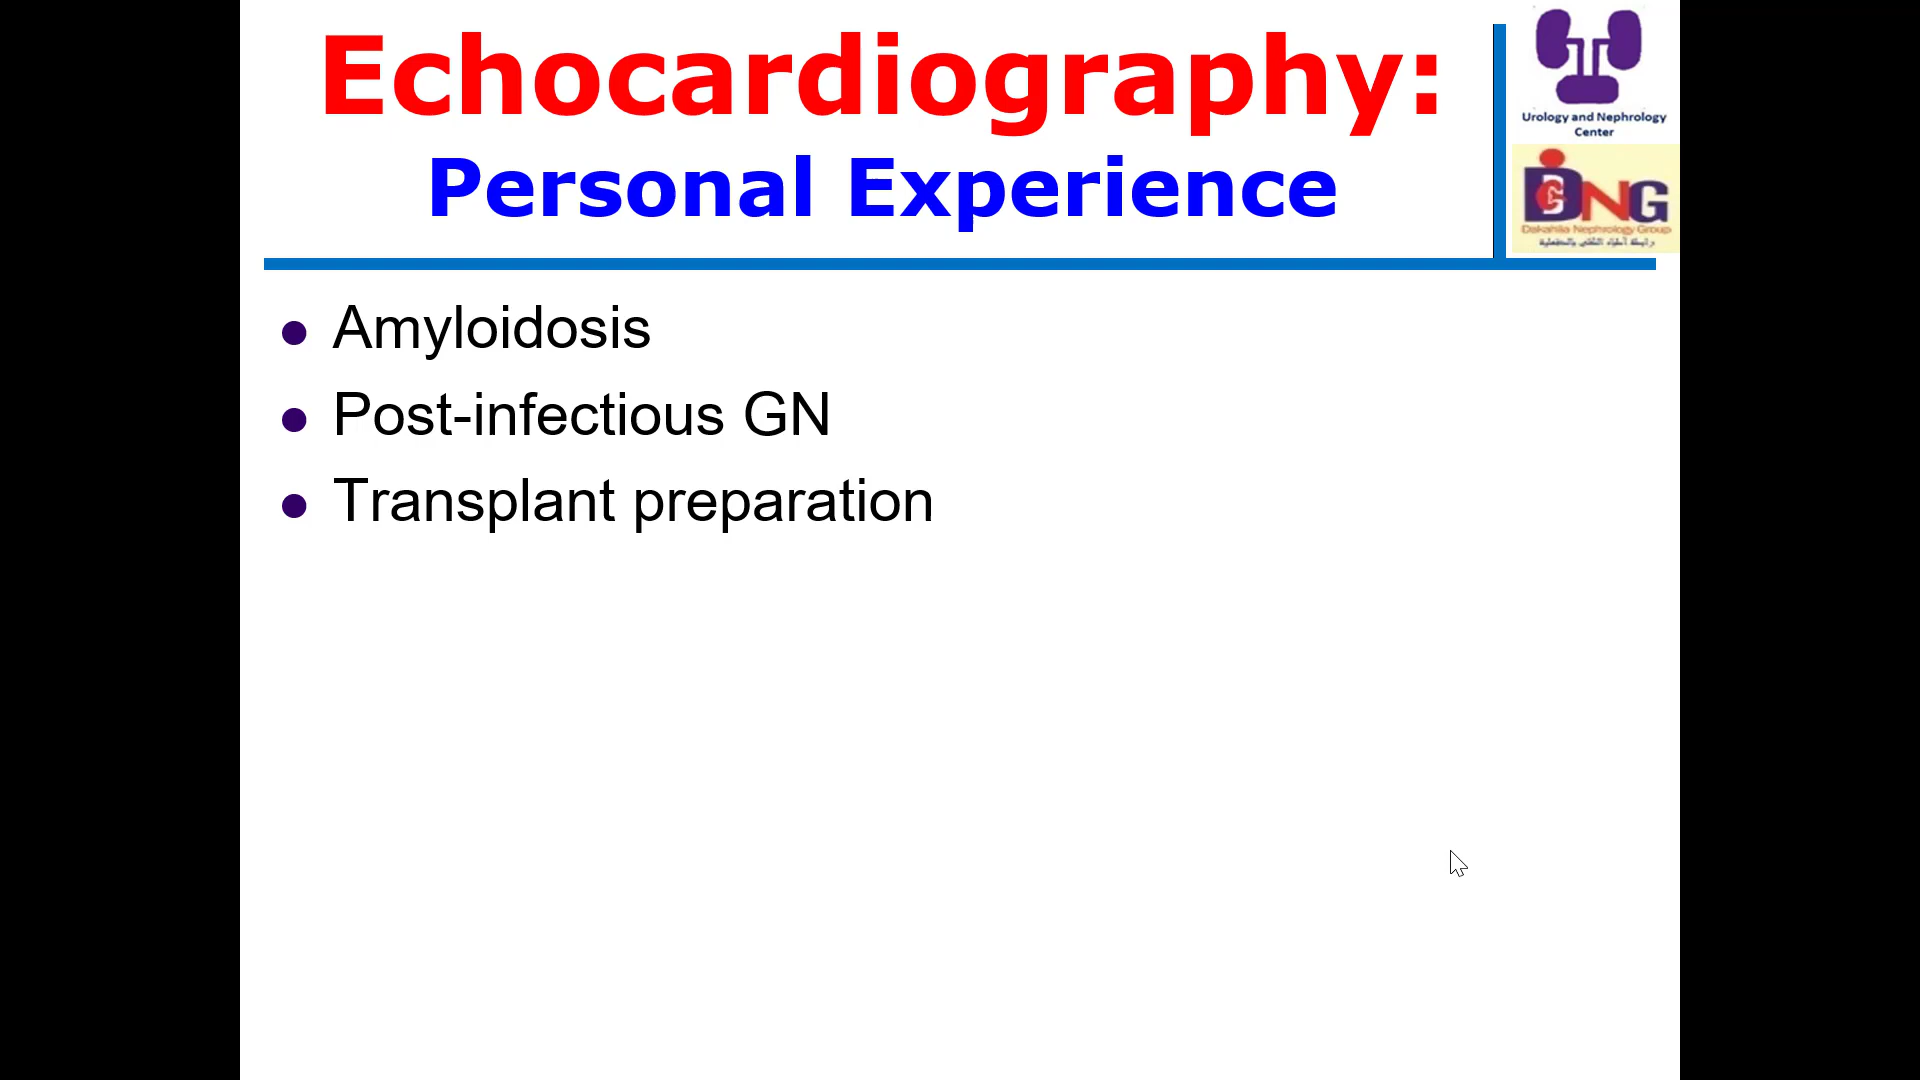 Echocardiography:
Personal Experience
Urology and Nephrology
Center
DNG
Dakahlia Nephrology Group
● Amyloidosis
● Post-infectious GN
● Transplant preparation